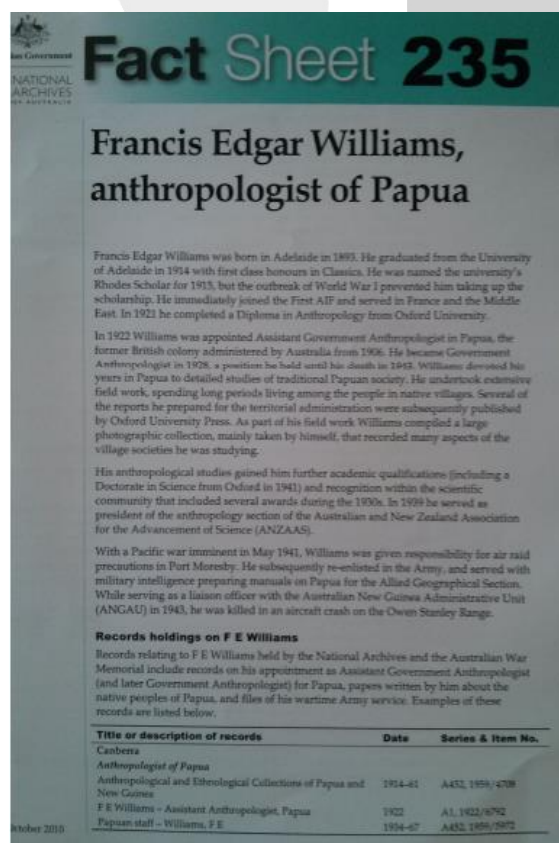 Australian Government
NATIONAL
ARCHIVES
OF AUSTRALIA
Fact Sheet 235
Francis Edgar Williams,
anthropologist of Papua
Francis Edgar Williams was born in Adelaide in 1893. He graduated from the University
of Adelaide in 1914 with first class honours in Classics. He was named the university's
Rhodes Scholar for 1915, but the outbreak of World War I prevented him taking up the
scholarship. He immediately joined the First AIF and served in France and the Middle
East. In 1921 he completed a Diploma in Anthropology from Oxford University.
In 1922 Williams was appointed Assistant Government Anthropologist in Papua, the
former British colony administered by Australia from 1906. He became Government
Anthropologist in 1928, a position he held until his death in 1943. Williams devoted his
years in Papua to detailed studies of traditional Papuan society. He undertook extensive
field work, spending long periods living among the people in native villages. Several of
the reports he prepared for the territorial administration were subsequently published
by Oxford University Press. As part of his field work Williams compiled a large
photographic collection, mainly taken by himself, that recorded many aspects of the
village societies he was studying.
His anthropological studies gained him further academic qualifications (including a
Doctorate in Science from Oxford in 1941) and recognition within the scientific
community that included several awards during the 1930s. In 1939 he served as
president of the anthropology section of the Australian and New Zealand Association
for the Advancement of Science (ANZAAS).
With a Pacific war imminent in May 1941, Williams was given responsibility for air raid
precautions in Port Moresby. He subsequently re-enlisted in the Army, and served with
military intelligence preparing manuals on Papua for the Allied Geographical Section.
While serving as a liaison officer with the Australian New Guinea Administrative Unit
(ANGAU) in 1943, he was killed in an aircraft crash on the Owen Stanley Range.
Records holdings on F E Williams
Records relating to F E Williams held by the National Archives and the Australian War
Memorial include records on his appointment as Assistant Government Anthropologist
(and later Government Anthropologist) for Papua, papers written by him about the
native peoples of Papua, and files of his wartime Army service. Examples of these
records are listed below.
Title or description of records Date Series & Item No.
Canberra
Anthropologist of Papua
Anthropological and Ethnological Collections of Papua and 1914–61 A452, 1959/4708
New Guinea
F E Williams – Assistant Anthropologist, Papua 1922 A1, 1922/6792
Papuan staff – Williams, F E 1934–67 A452, 1959/5972
October 2010